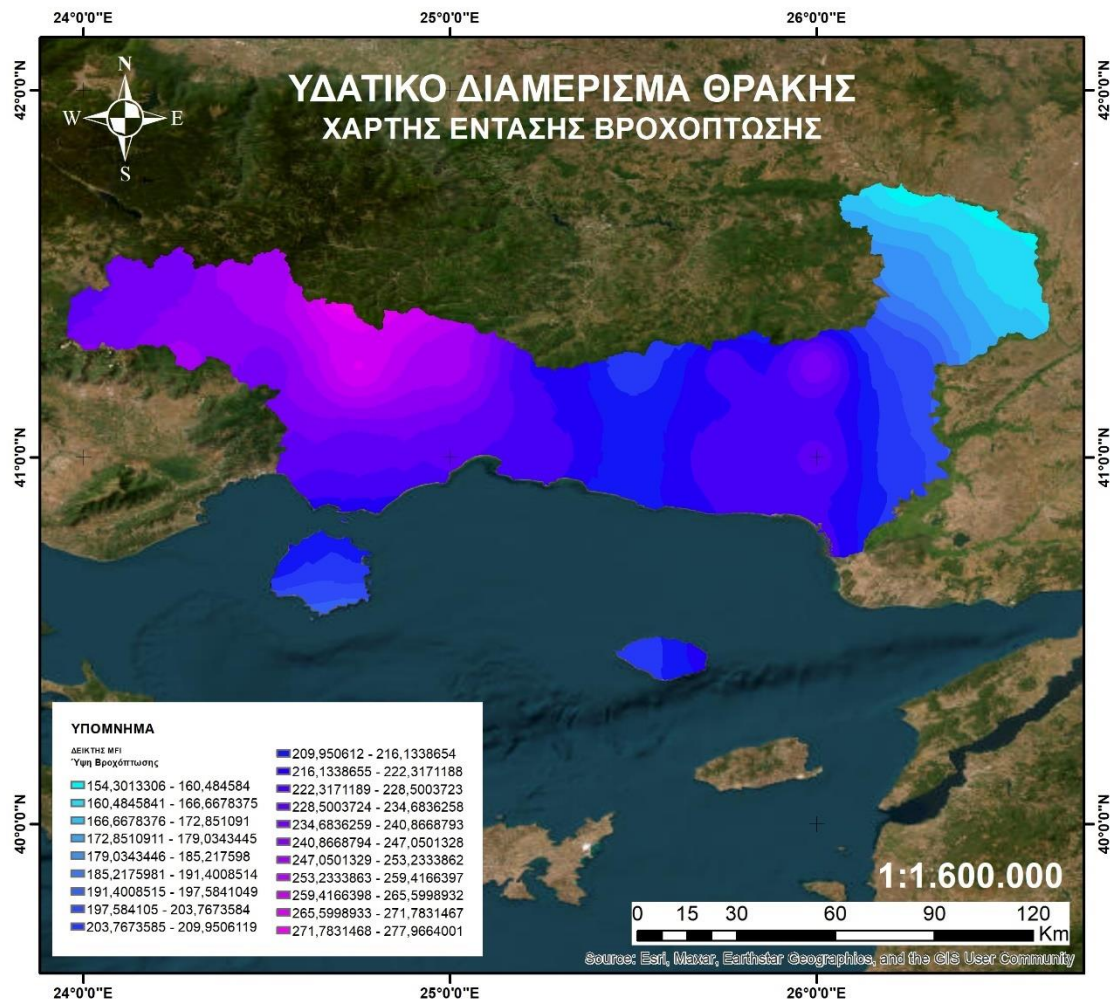 24°0'0"E 25°0'0"E 26°0'0"E
42°0'0"N 42°0'0"N
N
W E
S
ΥΔΑΤΙΚΟ ΔΙΑΜΕΡΙΣΜΑ ΘΡΑΚΗΣ
ΧΑΡΤΗΣ ΕΝΤΑΣΗΣ ΒΡΟΧΟΠΤΩΣΗΣ
41°0'0"N 41°0'0"N
40°0'0"N 40°0'0"N
ΥΠΟΜΝΗΜΑ
ΔΕΙΚΤΗΣ MFI
Ύψη Βροχόπτωσης
154,3013306 - 160,484584
160,4845841 - 166,6678375
166,6678376 - 172,851091
172,8510911 - 179,0343445
179,0343446 - 185,217598
185,2175981 - 191,4008514
191,4008515 - 197,5841049
197,584105 - 203,7673584
203,7673585 - 209,9506119
209,950612 - 216,1338654
216,1338655 - 222,3171188
222,3171189 - 228,5003723
228,5003724 - 234,6836258
234,6836259 - 240,8668793
240,8668794 - 247,0501328
247,0501329 - 253,2333862
253,2333863 - 259,4166397
259,4166398 - 265,5998932
265,5998933 - 271,7831467
271,7831468 - 277,9664001
1:1.600.000
0 15 30 60 90 120
Km
Source: Esri, Maxar, Earthstar Geographics, and the GIS User Community
24°0'0"E 25°0'0"E 26°0'0"E